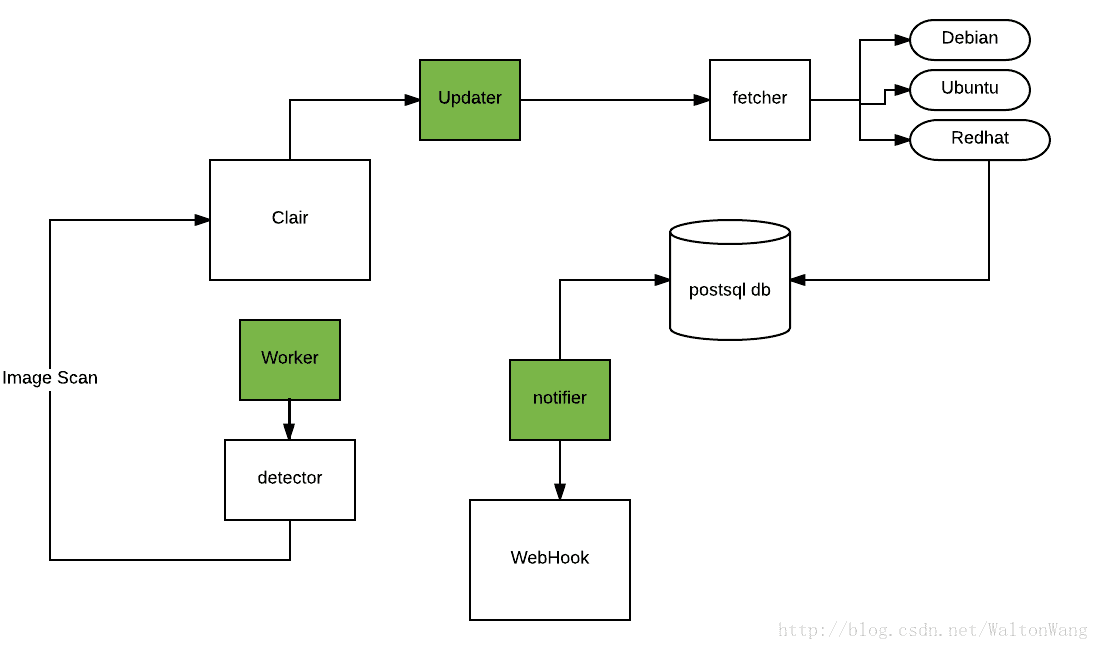 Debian
Updater
fetcher
Ubuntu
Redhat
Clair
postsql db
Worker
Image Scan
notifier
detector
WebHook
http://blog.csdn.net/WaltonWang